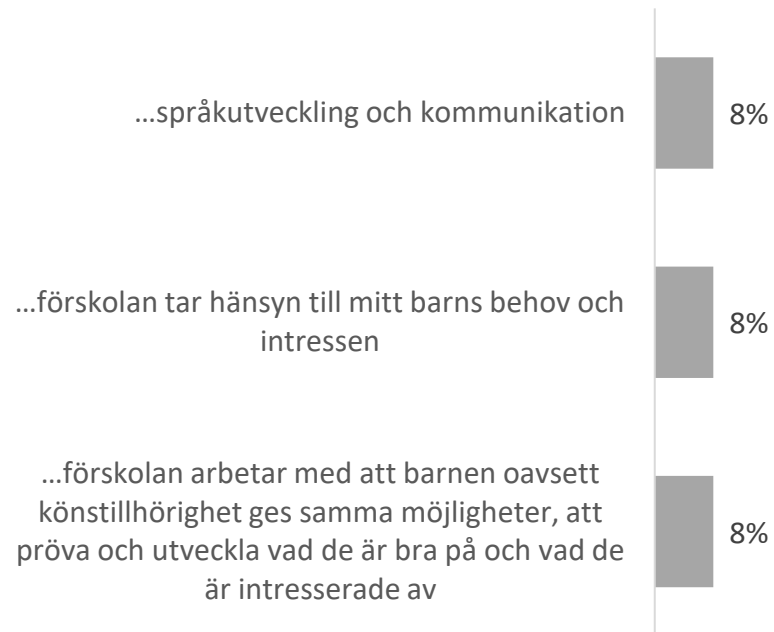 ...språkutveckling och kommunikation
8%
...förskolan tar hänsyn till mitt barns behov och
intressen
8%
...förskolan arbetar med att barnen oavsett
könstillhörighet ges samma möjligheter, att
pröva och utveckla vad de är bra på och vad de
är intresserade av
8%